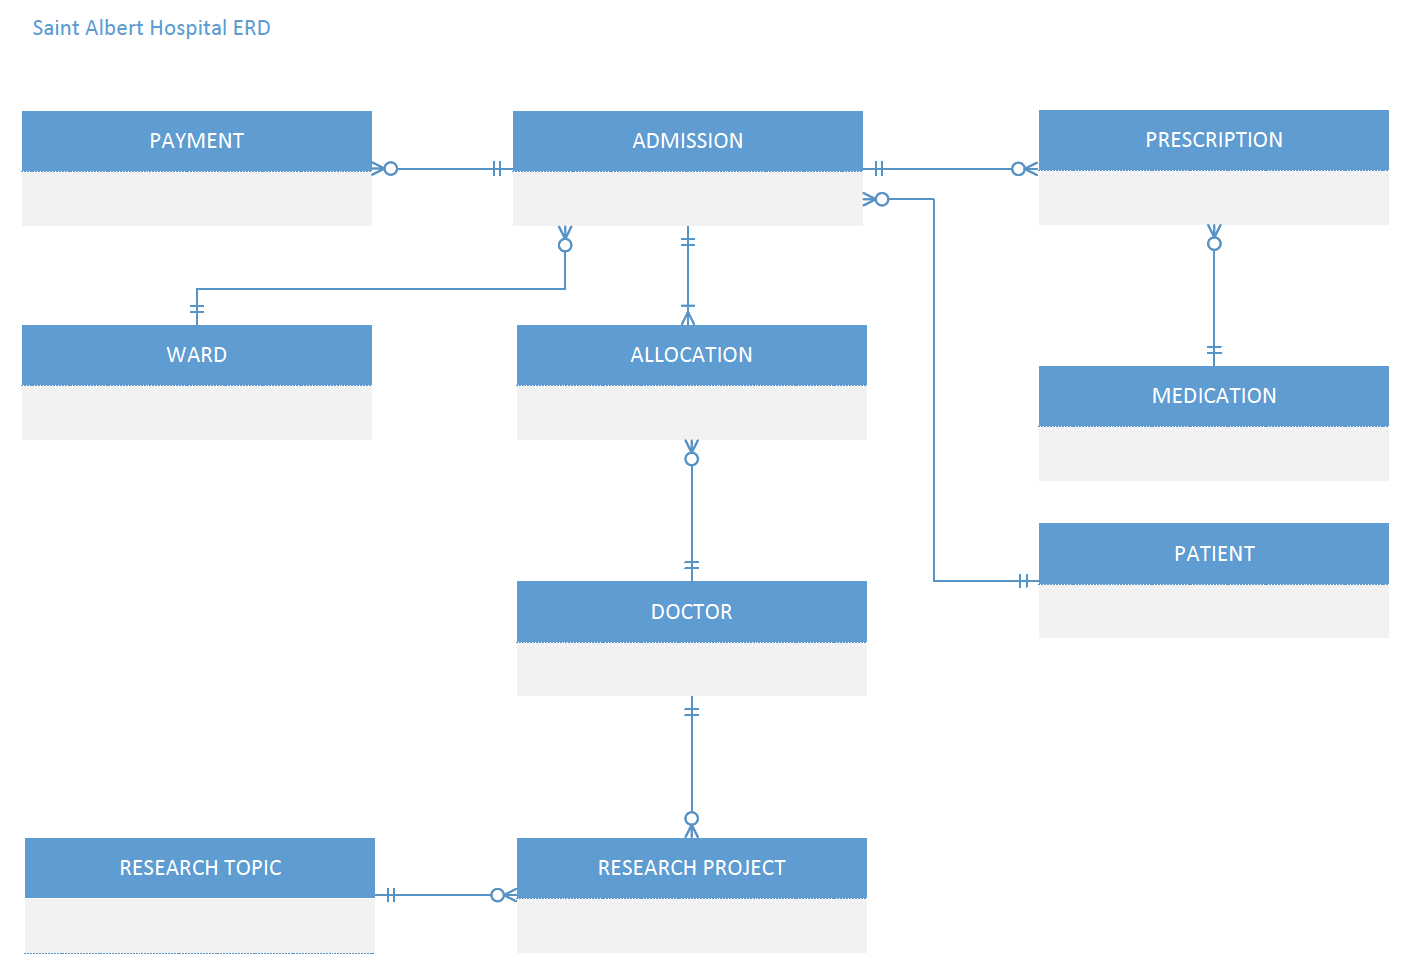 Saint Albert Hospital ERD
PAYMENT
ADMISSION
PRESCRIPTION
WARD
ALLOCATION
MEDICATION
PATIENT
DOCTOR
RESEARCH TOPIC
RESEARCH PROJECT